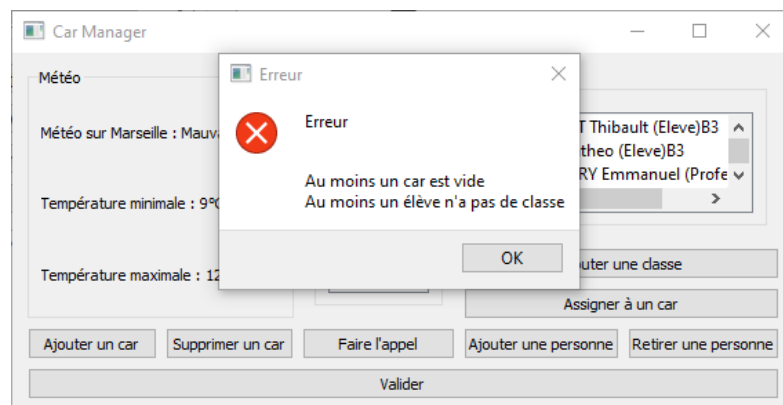 Car Manager
Météo
Météo sur Marseille :
Température minimale : 9°
Température maximale : 12
Erreur
Erreur
Au moins un car est vide
Au moins un élève n'a pas de classe
OK
T Thibault (Eleve)B3
theo (Eleve)B3
RY Emmanuel (Profe
outer une classe
Assigner à un car
Ajouter un car
Supprimer un car
Faire l'appel
Ajouter une personne
Retirer une personne
Valider